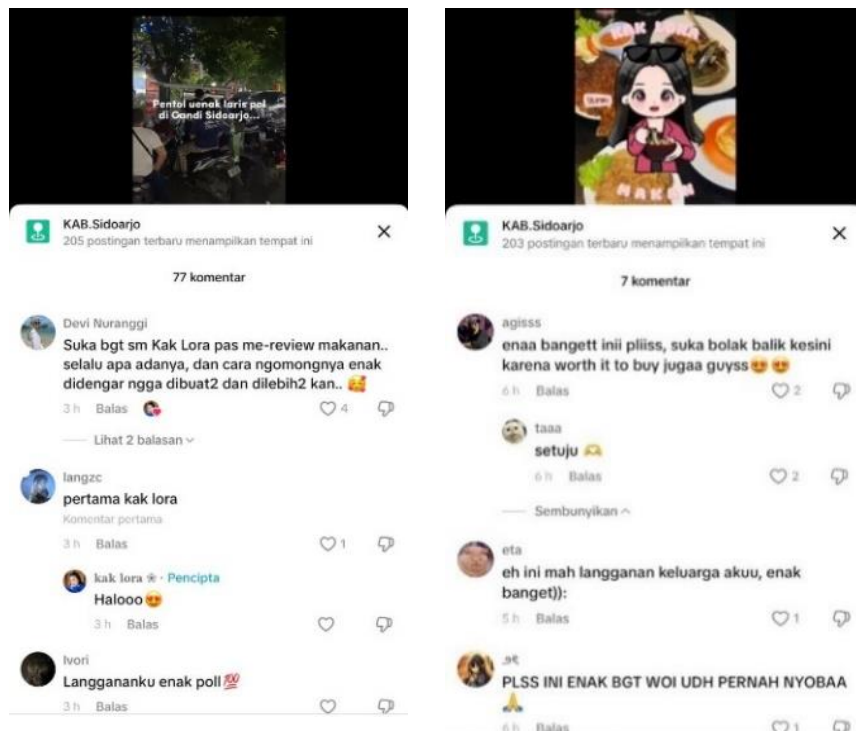 Pentol uenak laris pol
di Gandi Sidoarjo...
KAB.Sidoarjo
205 postingan terbaru menampilkan tempat ini
77 komentar
Devi Nuranggi
Suka bgt sm Kak Lora pas me-review makanan..
selalu apa adanya, dan cara ngomongnya enak
didengar ngga dibuat2 dan dilebih2 kan.. 🥰
3 h Balas
4
Lihat 2 balasan
langzc
pertama kak lora
Komentar pertama
3 h Balas
1
kak lora ❀ · Pencipta
Halooo😍
3 h Balas
Ivori
Langgananku enak poll💯
3 h Balas
KAK LORA
MAKAN
KAB.Sidoarjo
203 postingan terbaru menampilkan tempat ini
7 komentar
agisss
enaa bangett inii pliiss, suka bolak balik kesini
karena worth it to buy jugaa guyss😍😍
6 h Balas
2
taaa
setuju 🫶
6 h Balas
2
Sembunyikan
eta
eh ini mah langganan keluarga akuu, enak
banget)):
5 h Balas
1
PLSS INI ENAK BGT WOI UDH PERNAH NYOBAA
🙏
6 h Balas
1